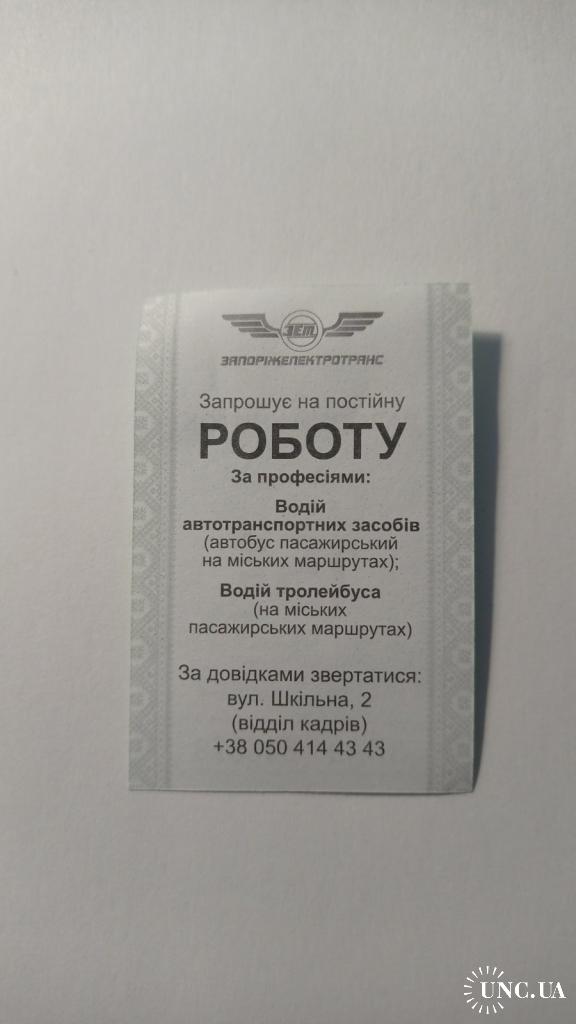 ЗЕТ
ЗАПОРІЖЕЛЕКТРОТРАНС
Запрошує на постійну
РОБОТУ
За професіями:
Водій
автотранспортних засобів
(автобус пасажирський
на міських маршрутах);
Водій тролейбуса
(на міських
пасажирських маршрутах)
За довідками звертатися:
вул. Шкільна, 2
(відділ кадрів)
+38 050 414 43 43
UNC.UA